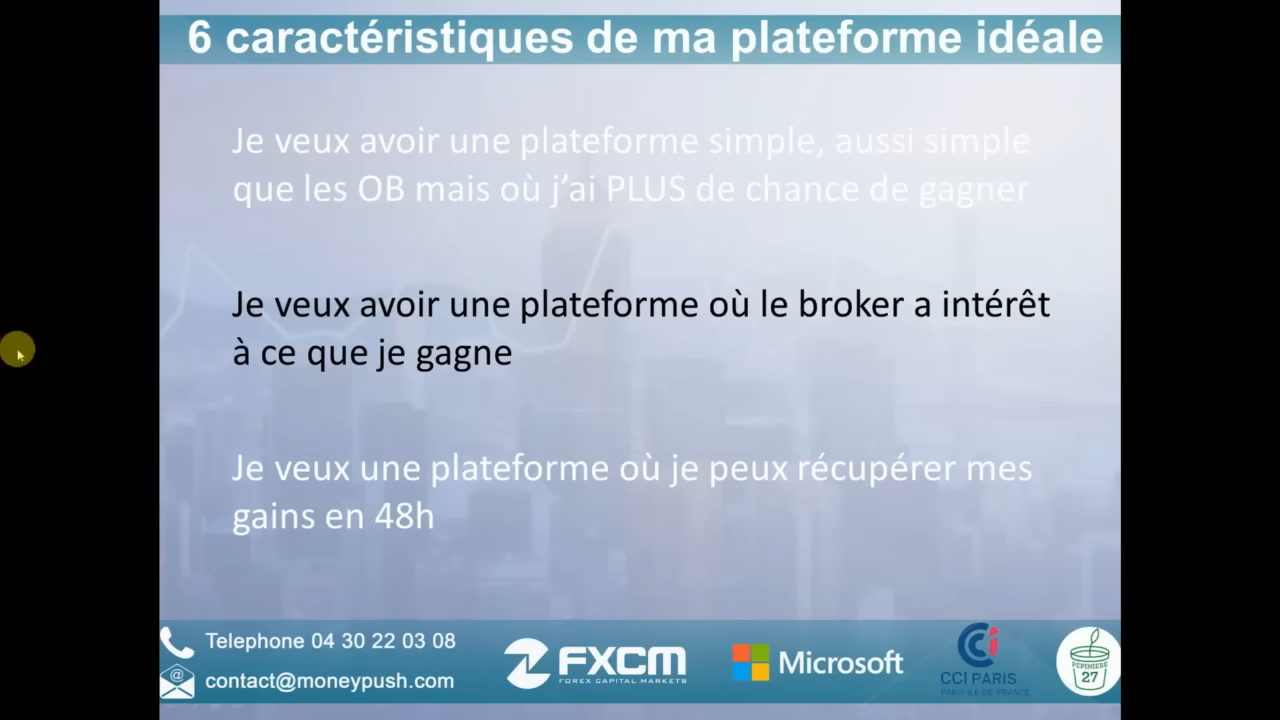 6 caractéristiques de ma plateforme idéale
Je veux avoir une plateforme simple, aussi simple
que les OB mais où j’ai PLUS de chance de gagner
Je veux avoir une plateforme où le broker a intérêt
à ce que je gagne
Je veux une plateforme où je peux récupérer mes
gains en 48h
Telephone 04 30 22 03 08
contact@moneypush.com
FXCM
FOREX CAPITAL MARKETS
Microsoft
CCI PARIS
PARIS ILE-DE-FRANCE
PEPINIERE
27